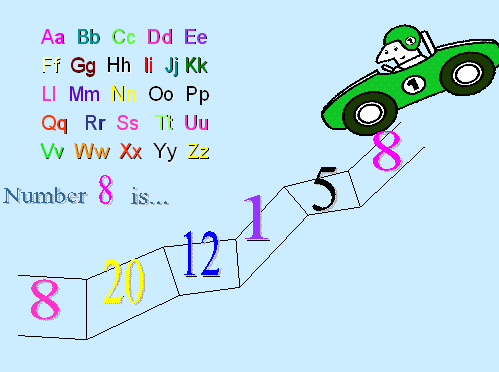 Aa Bb Cc Dd Ee
Ff Gg Hh Ii Jj Kk
Ll Mm Nn Oo Pp
Qq Rr Ss Tt Uu
Vv Ww Xx Yy Zz
Number 8 is...
8 20 12 1 5 8
1
1